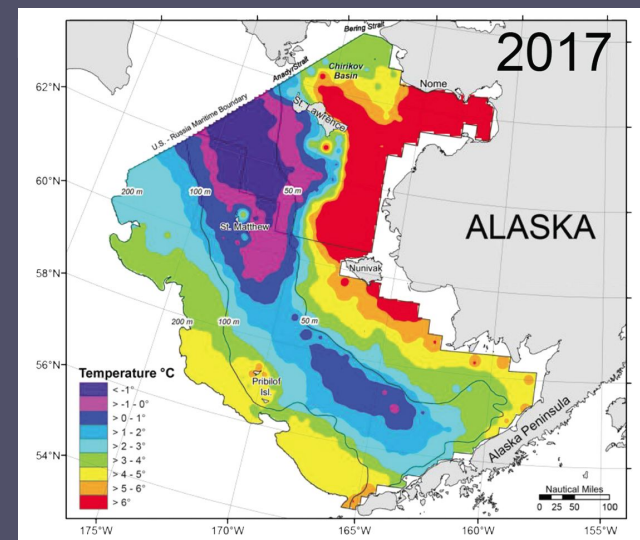 2017
Bering Strait
Anadyr Strait
Chirikov
Basin
Nome
St. Lawrence
U.S. - Russia Maritime Boundary
62°N
60°N
58°N
56°N
54°N
200 m
100 m
50 m
St. Matthew
ALASKA
Nunivak
200 m
100 m
50 m
Pribilof
Isl.
Alaska Peninsula
Temperature °C
< -1°
> -1 - 0°
> 0 - 1°
> 1 - 2°
> 2 - 3°
> 3 - 4°
> 4 - 5°
> 5 - 6°
> 6°
Nautical Miles
0 25 50 100
175°W
170°W
165°W
160°W
155°W